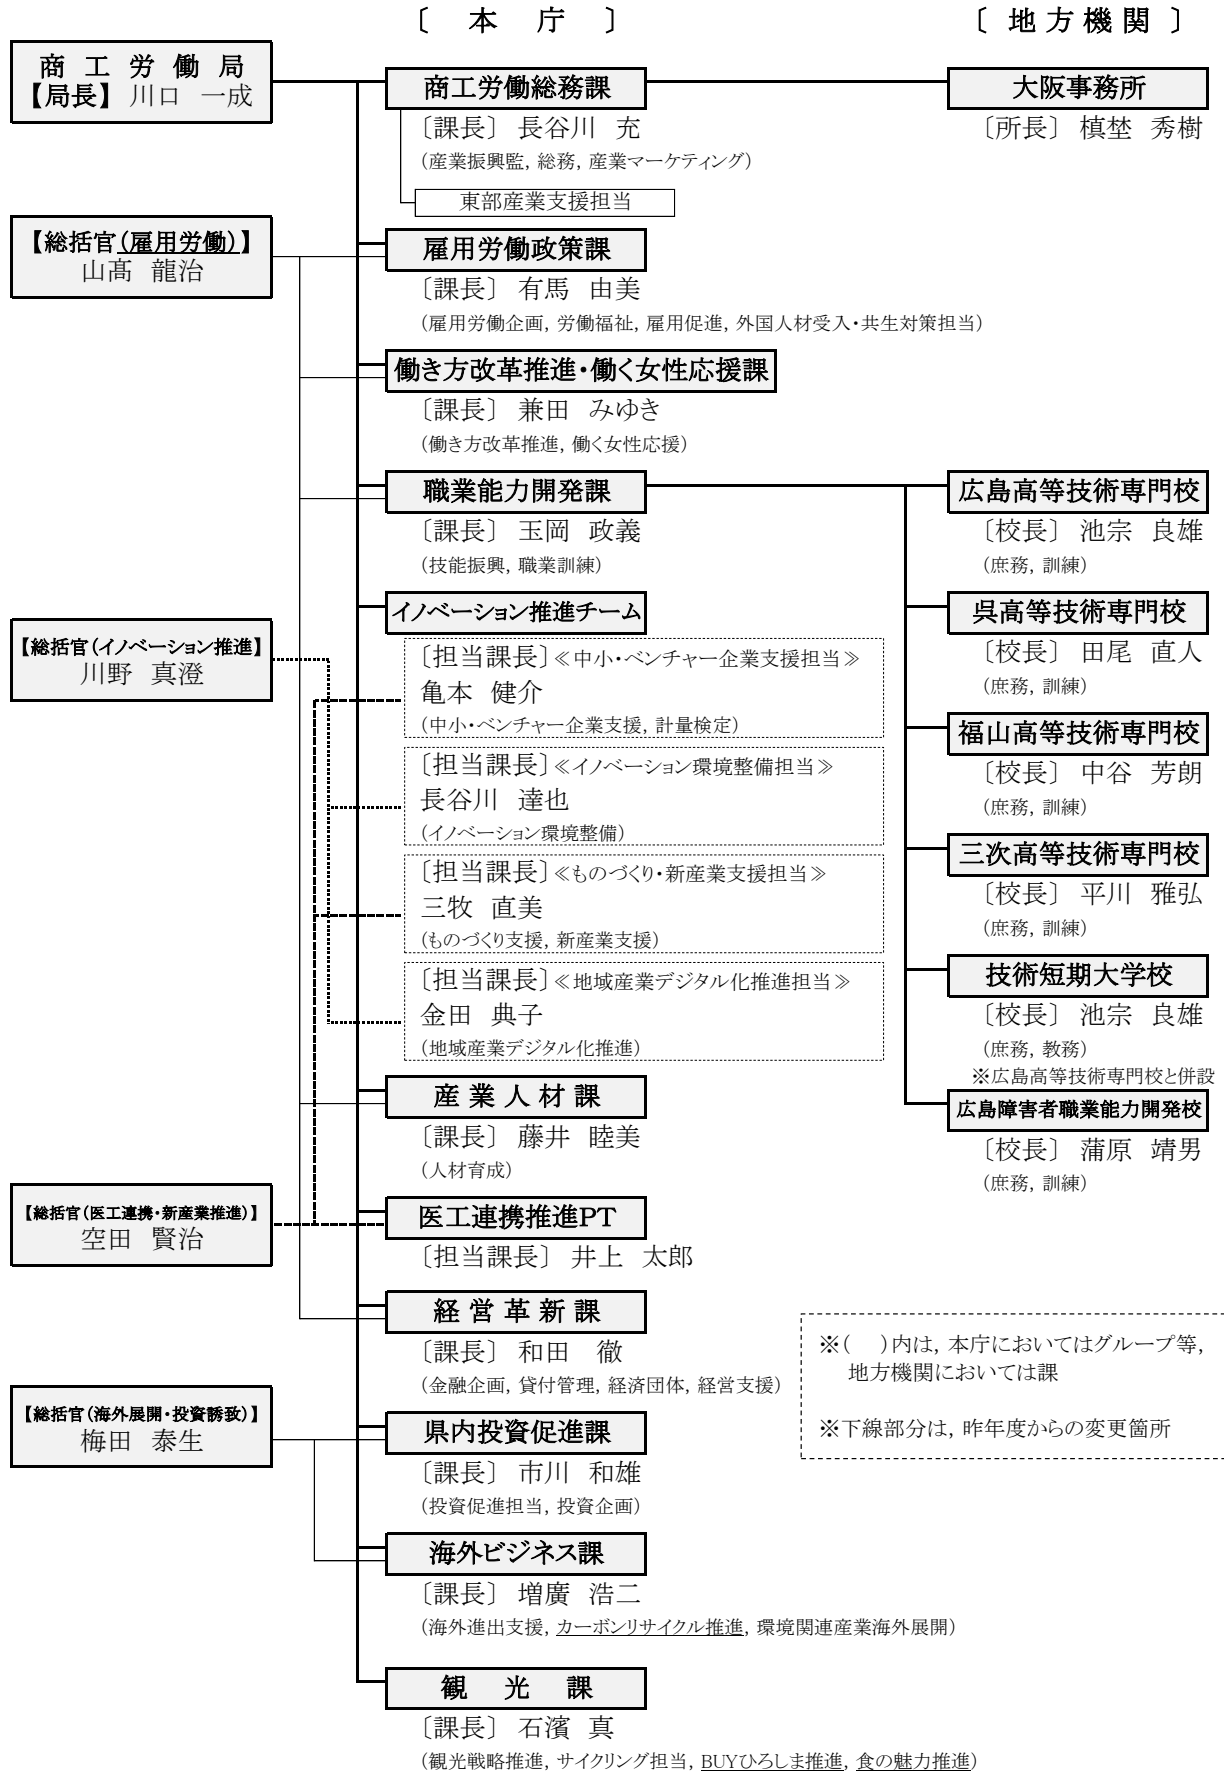 〔 本 庁 〕
〔 地 方 機 関 〕
商 工 労 働 局
【局長】 川口 一成
商工労働総務課
〔課長〕 長谷川 充
(産業振興監, 総務, 産業マーケティング)
東部産業支援担当
大阪事務所
〔所長〕 槙埜 秀樹
【総括官(雇用労働)】
山髙 龍治
雇用労働政策課
〔課長〕 有馬 由美
(雇用労働企画, 労働福祉, 雇用促進, 外国人材受入・共生対策担当)
働き方改革推進・働く女性応援課
〔課長〕 兼田 みゆき
(働き方改革推進, 働く女性応援)
職業能力開発課
〔課長〕 玉岡 政義
(技能振興, 職業訓練)
広島高等技術専門校
〔校長〕 池宗 良雄
(庶務, 訓練)
呉高等技術専門校
〔校長〕 田尾 直人
(庶務, 訓練)
福山高等技術専門校
〔校長〕 中谷 芳朗
(庶務, 訓練)
三次高等技術専門校
〔校長〕 平川 雅弘
(庶務, 訓練)
技術短期大学校
〔校長〕 池宗 良雄
(庶務, 教務)
※広島高等技術専門校と併設
広島障害者職業能力開発校
〔校長〕 蒲原 靖男
(庶務, 訓練)
イノベーション推進チーム
【総括官(イノベーション推進】
川野 真澄
〔担当課長〕≪中小・ベンチャー企業支援担当≫
亀本 健介
(中小・ベンチャー企業支援, 計量検定)
〔担当課長〕≪イノベーション環境整備担当≫
長谷川 達也
(イノベーション環境整備)
〔担当課長〕≪ものづくり・新産業支援担当≫
三牧 直美
(ものづくり支援, 新産業支援)
〔担当課長〕≪地域産業デジタル化推進担当≫
金田 典子
(地域産業デジタル化推進)
産 業 人 材 課
〔課長〕 藤井 睦美
(人材育成)
【総括官(医工連携・新産業推進)】
空田 賢治
医工連携推進PT
〔担当課長〕 井上 太郎
経 営 革 新 課
〔課長〕 和田 徹
(金融企画, 貸付管理, 経済団体, 経営支援)
【総括官(海外展開・投資誘致)】
梅田 泰生
県内投資促進課
〔課長〕 市川 和雄
(投資促進担当, 投資企画)
海外ビジネス課
〔課長〕 増廣 浩二
(海外進出支援, カーボンリサイクル推進, 環境関連産業海外展開)
観 光 課
〔課長〕 石濱 真
(観光戦略推進, サイクリング担当, BUYひろしま推進, 食の魅力推進)
※( )内は, 本庁においてはグループ等,
地方機関においては課
※下線部分は, 昨年度からの変更箇所